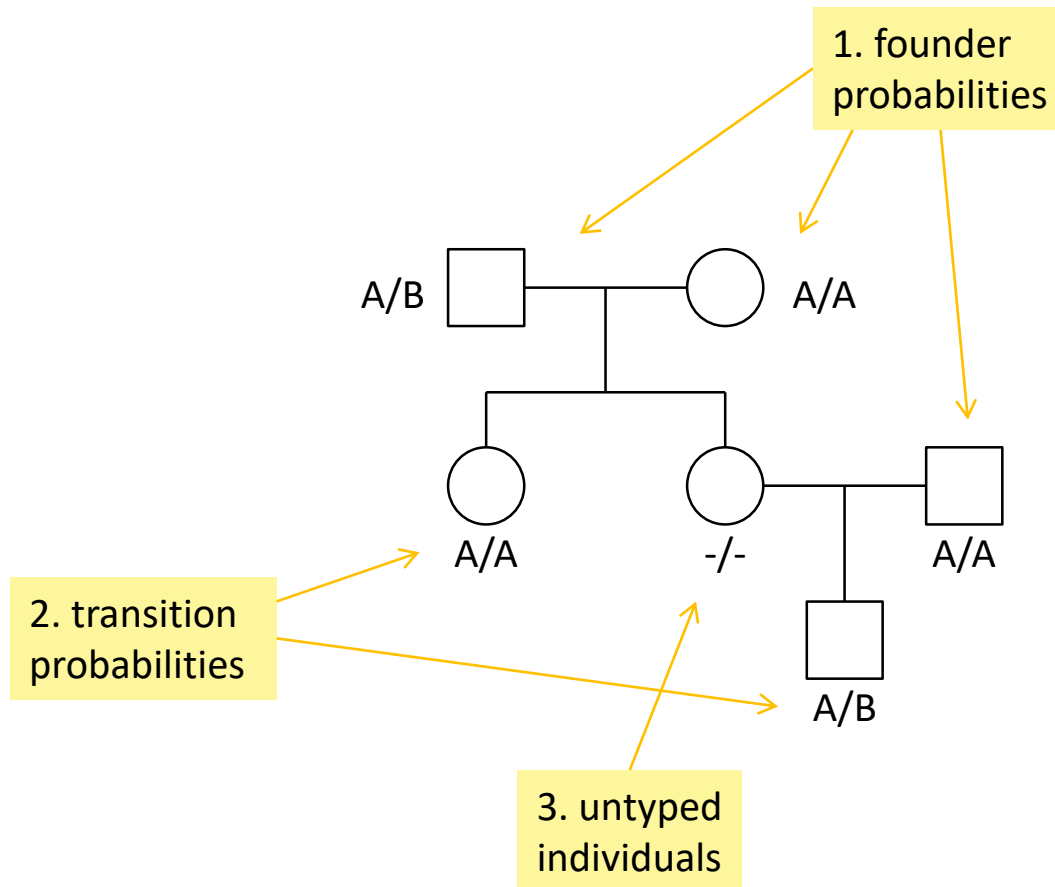 1. founder
probabilities
A/B
A/A
A/A
-/-
A/A
2. transition
probabilities
A/B
3. untyped
individuals